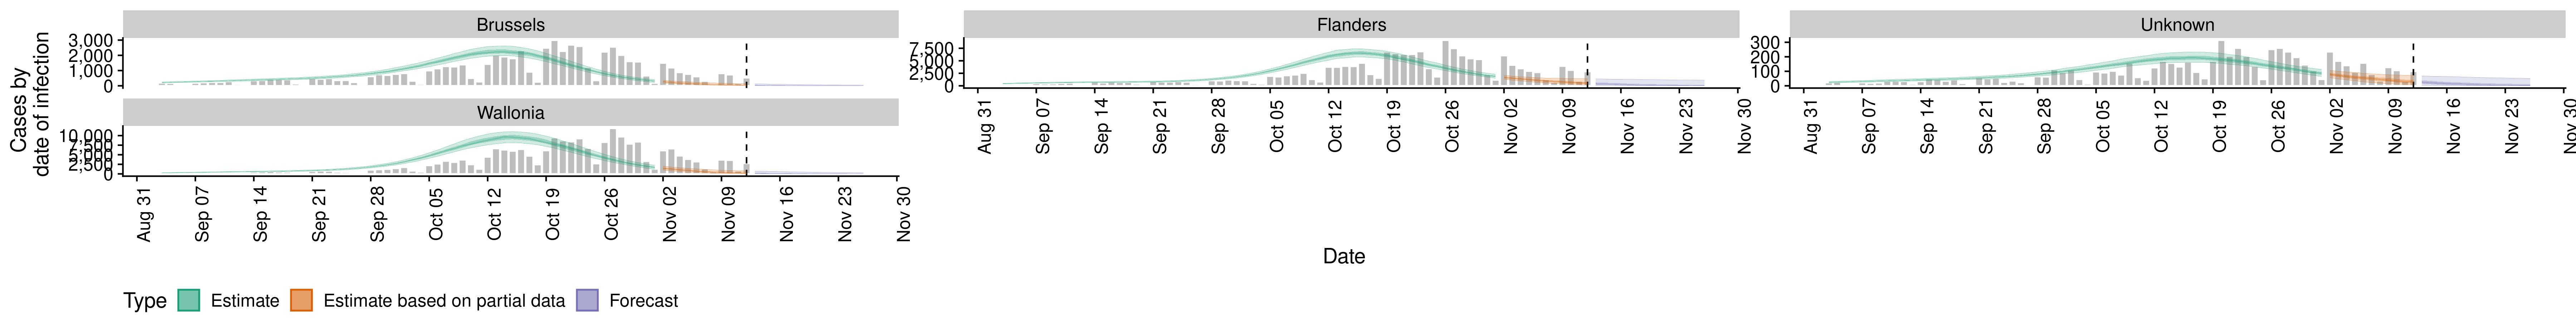 Brussels
Flanders
Unknown
Cases by
date of infection
3,000
2,000
1,000
0
7,500
5,000
2,500
0
300
200
100
0
Wallonia
10,000
7,500
5,000
2,500
0
Aug 31 Sep 07 Sep 14 Sep 21 Sep 28 Oct 05 Oct 12 Oct 19 Oct 26 Nov 02 Nov 09 Nov 16 Nov 23 Nov 30
Aug 31 Sep 07 Sep 14 Sep 21 Sep 28 Oct 05 Oct 12 Oct 19 Oct 26 Nov 02 Nov 09 Nov 16 Nov 23 Nov 30
Aug 31 Sep 07 Sep 14 Sep 21 Sep 28 Oct 05 Oct 12 Oct 19 Oct 26 Nov 02 Nov 09 Nov 16 Nov 23 Nov 30
Date
Type Estimate Estimate based on partial data Forecast